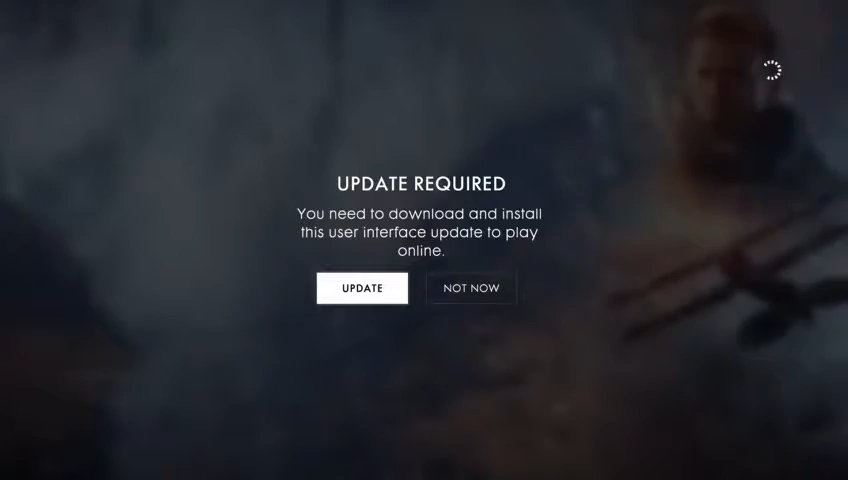 UPDATE REQUIRED
You need to download and install
this user interface update to play
online.
UPDATE
NOT NOW